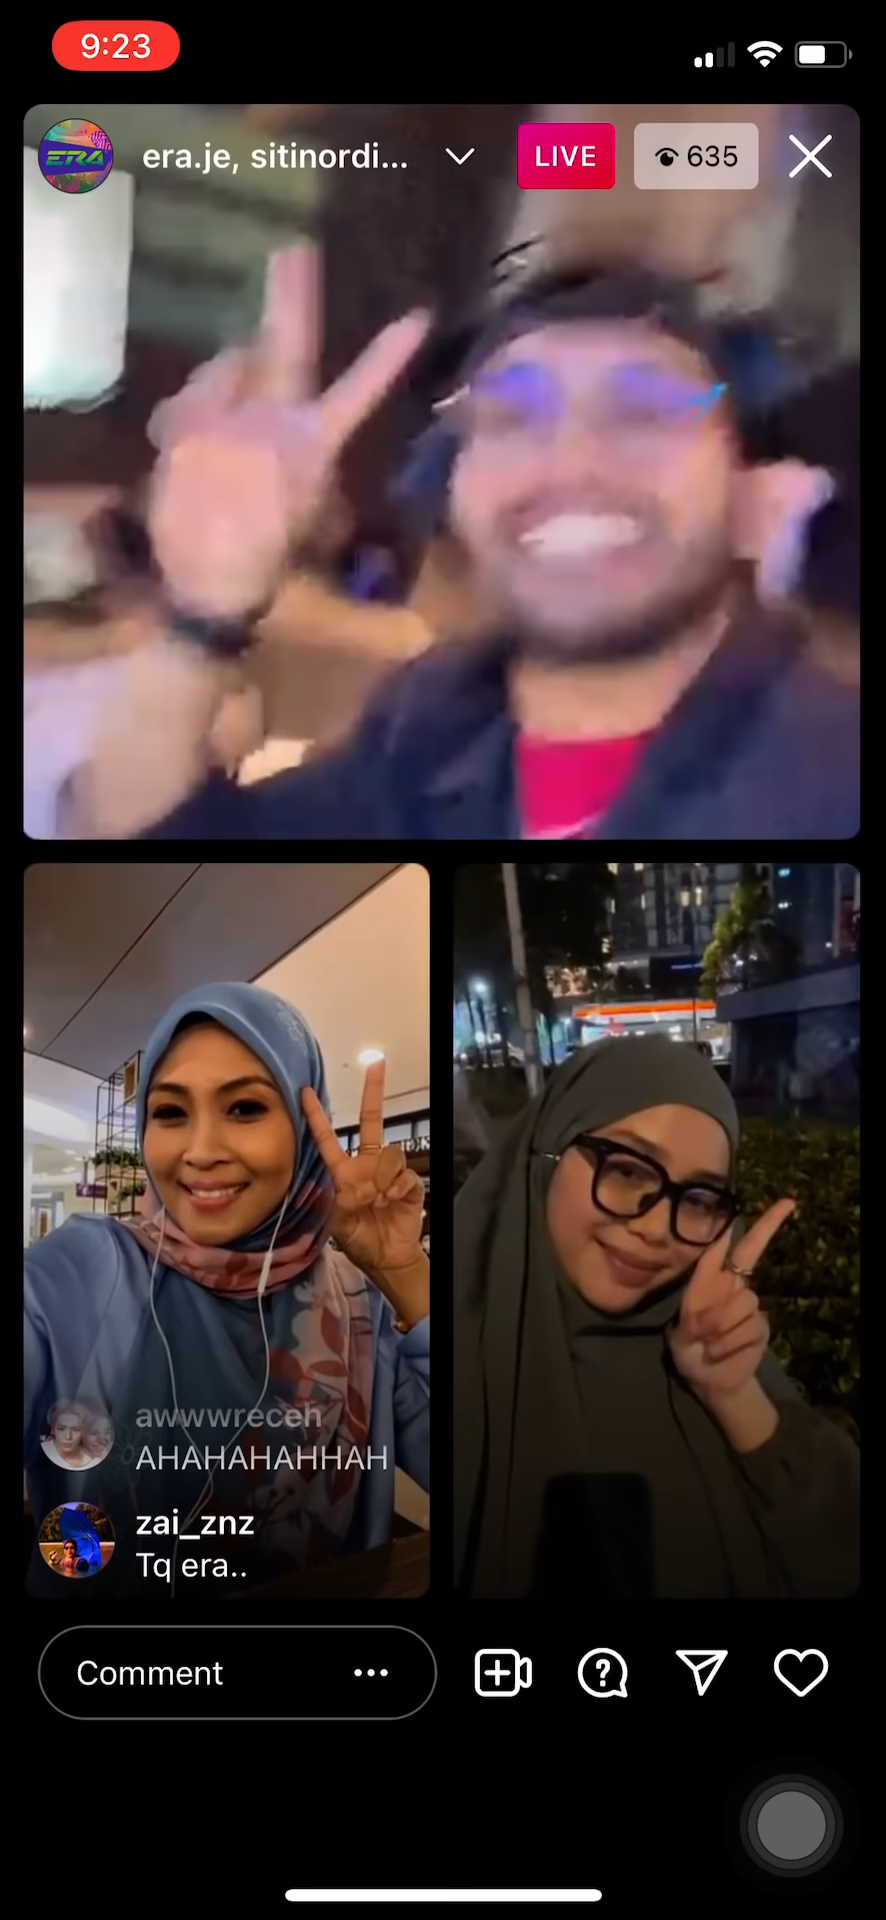 9:23
ERA
era.je, sitinordi...
LIVE
635
awwwreceh
AHAHAHAHHAH
zai_znz
Tq era..
Comment